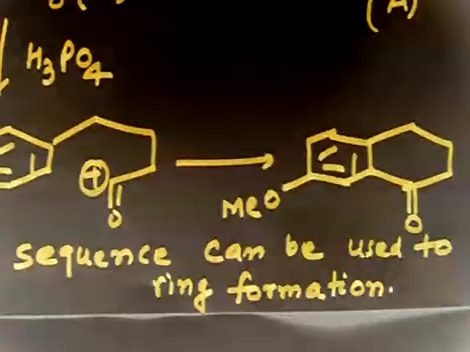 (A)
H₃PO₄
+
O
MeO
O
sequence can be used to
ring formation.